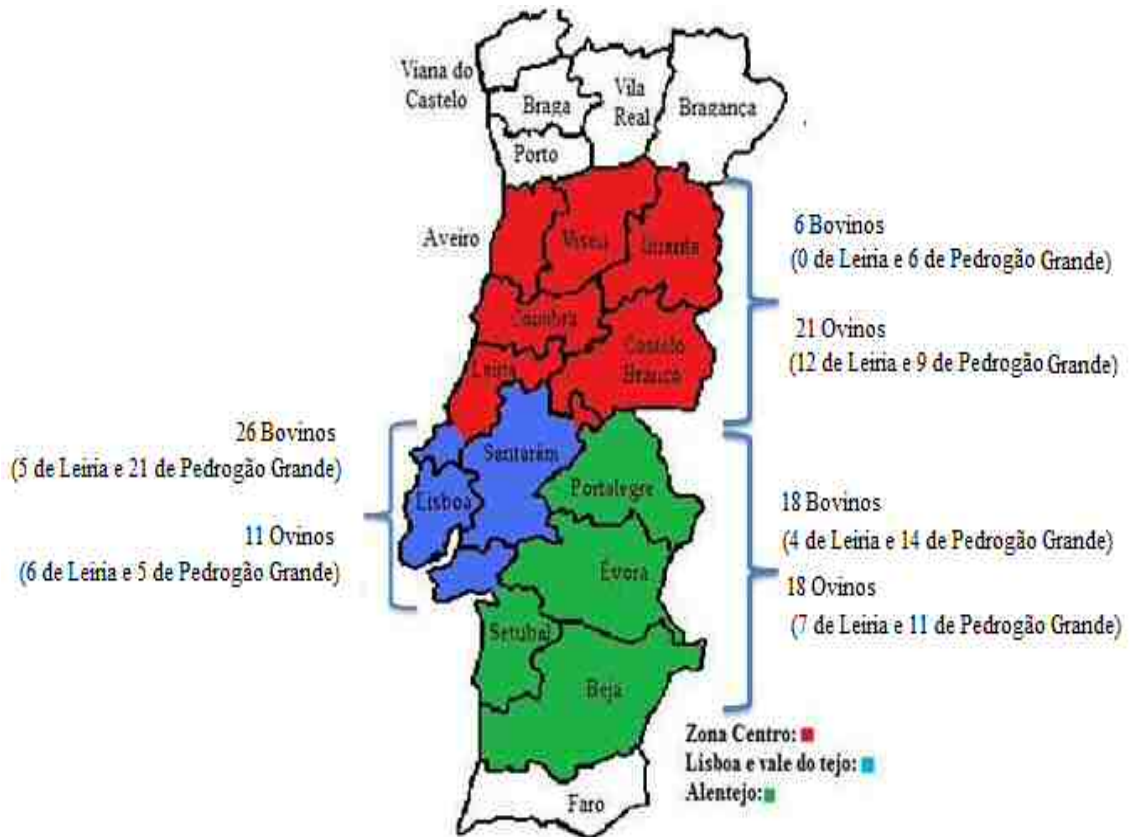 Viana do
Castelo
Braga
Vila
Real
Bragança
Porto
Aveiro
Viseu
Guarda
Coimbra
Castelo
Branco
Leiria
6 Bovinos
(0 de Leiria e 6 de Pedrogão Grande)
21 Ovinos
(12 de Leiria e 9 de Pedrogão Grande)
26 Bovinos
(5 de Leiria e 21 de Pedrogão Grande)
11 Ovinos
(6 de Leiria e 5 de Pedrogão Grande)
Santarém
Lisboa
Portalegre
Évora
Setubal
Beja
18 Bovinos
(4 de Leiria e 14 de Pedrogão Grande)
18 Ovinos
(7 de Leiria e 11 de Pedrogão Grande)
Zona Centro:
Lisboa e vale do tejo:
Alentejo:
Faro